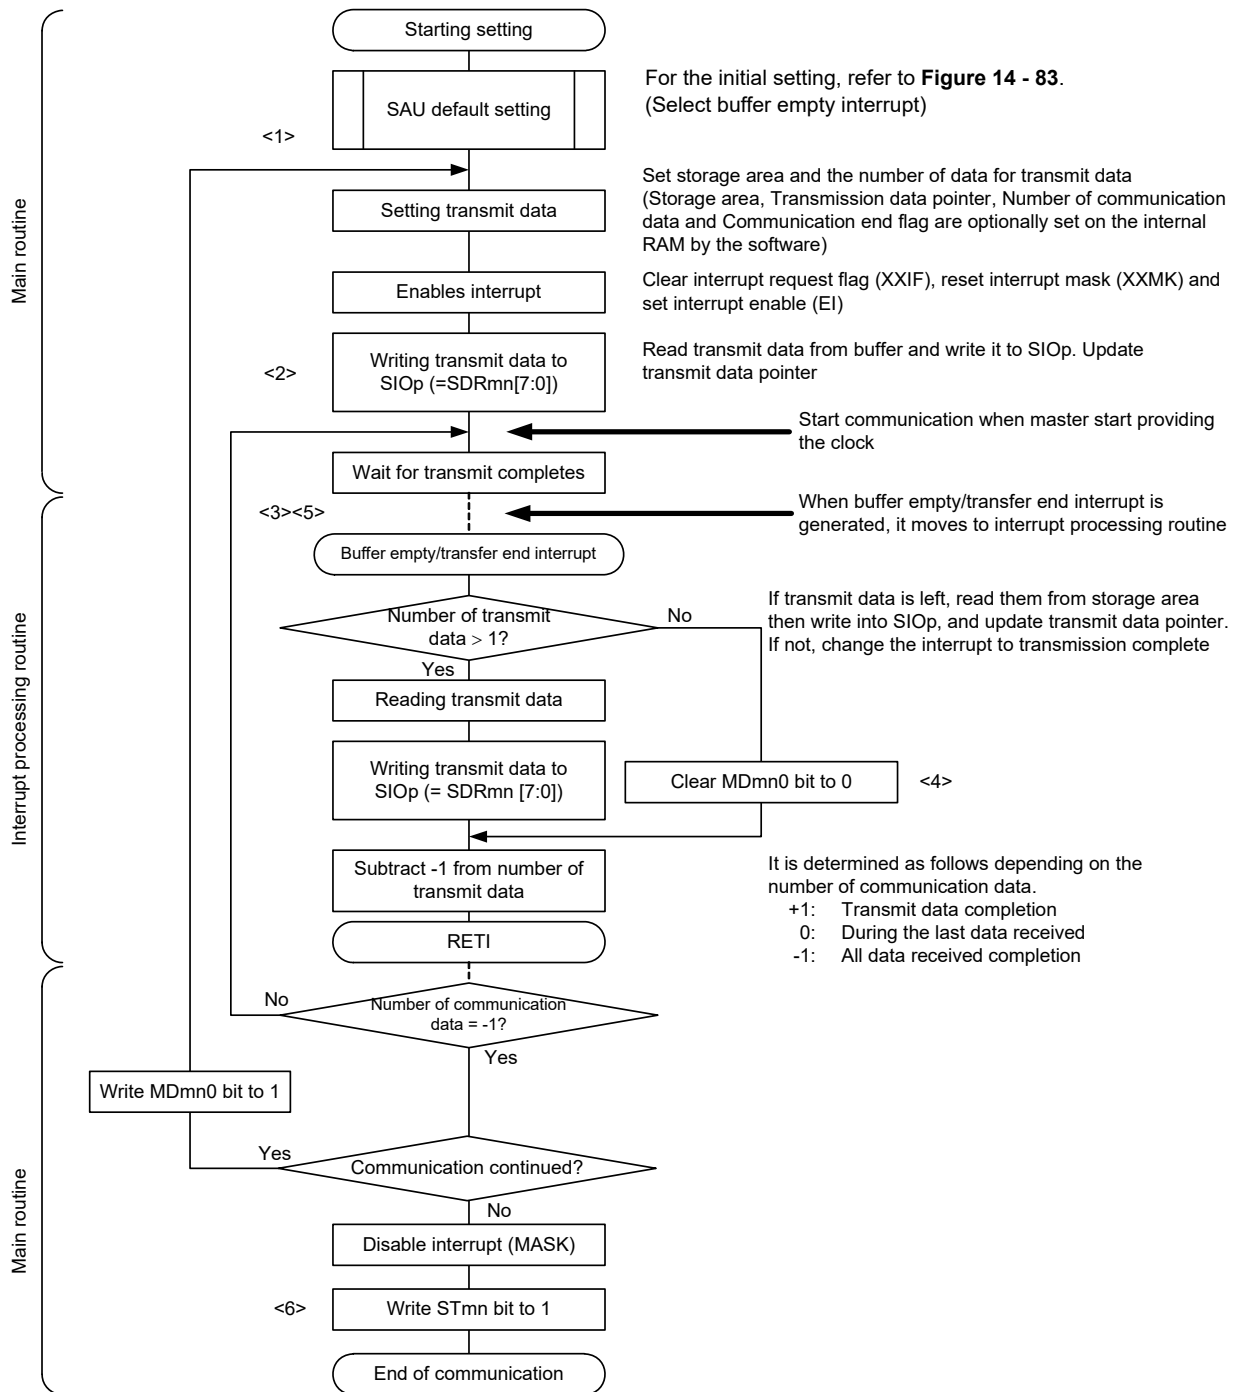 Starting setting
For the initial setting, refer to Figure 14 - 83.
(Select buffer empty interrupt)
SAU default setting
<1>
Main routine
Set storage area and the number of data for transmit data
(Storage area, Transmission data pointer, Number of communication
data and Communication end flag are optionally set on the internal
RAM by the software)
Setting transmit data
Enables interrupt
Clear interrupt request flag (XXIF), reset interrupt mask (XXMK) and
set interrupt enable (EI)
<2>
Writing transmit data to
SIOp (=SDRmn[7:0])
Read transmit data from buffer and write it to SIOp. Update
transmit data pointer
Start communication when master start providing
the clock
Wait for transmit completes
<3><5>
When buffer empty/transfer end interrupt is
generated, it moves to interrupt processing routine
Buffer empty/transfer end interrupt
Interrupt processing routine
Number of transmit
data > 1?
No
Yes
If transmit data is left, read them from storage area
then write into SIOp, and update transmit data pointer.
If not, change the interrupt to transmission complete
Reading transmit data
Writing transmit data to
SIOp (= SDRmn [7:0])
Clear MDmn0 bit to 0
<4>
Subtract -1 from number of
transmit data
It is determined as follows depending on the
number of communication data.
+1: Transmit data completion
0: During the last data received
-1: All data received completion
RETI
Main routine
No
Number of communication
data = -1?
Yes
Write MDmn0 bit to 1
Yes
Communication continued?
No
Disable interrupt (MASK)
<6>
Write STmn bit to 1
End of communication